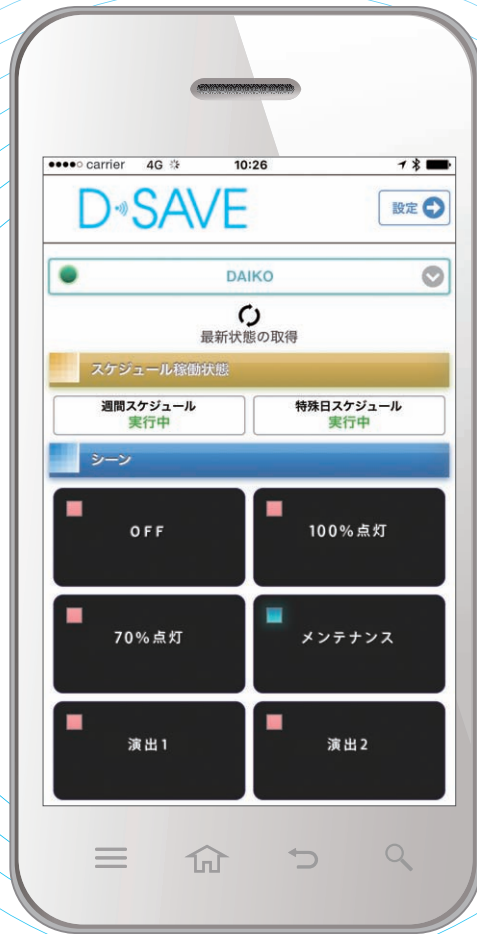 carrier 4G 10:26
D SAVE
設定
DAIKO
最新状態の取得
スケジュール稼働状態
週間スケジュール 特殊日スケジュール
実行中 実行中
シーン
OFF 100%点灯
70%点灯 メンテナンス
演出1 演出2